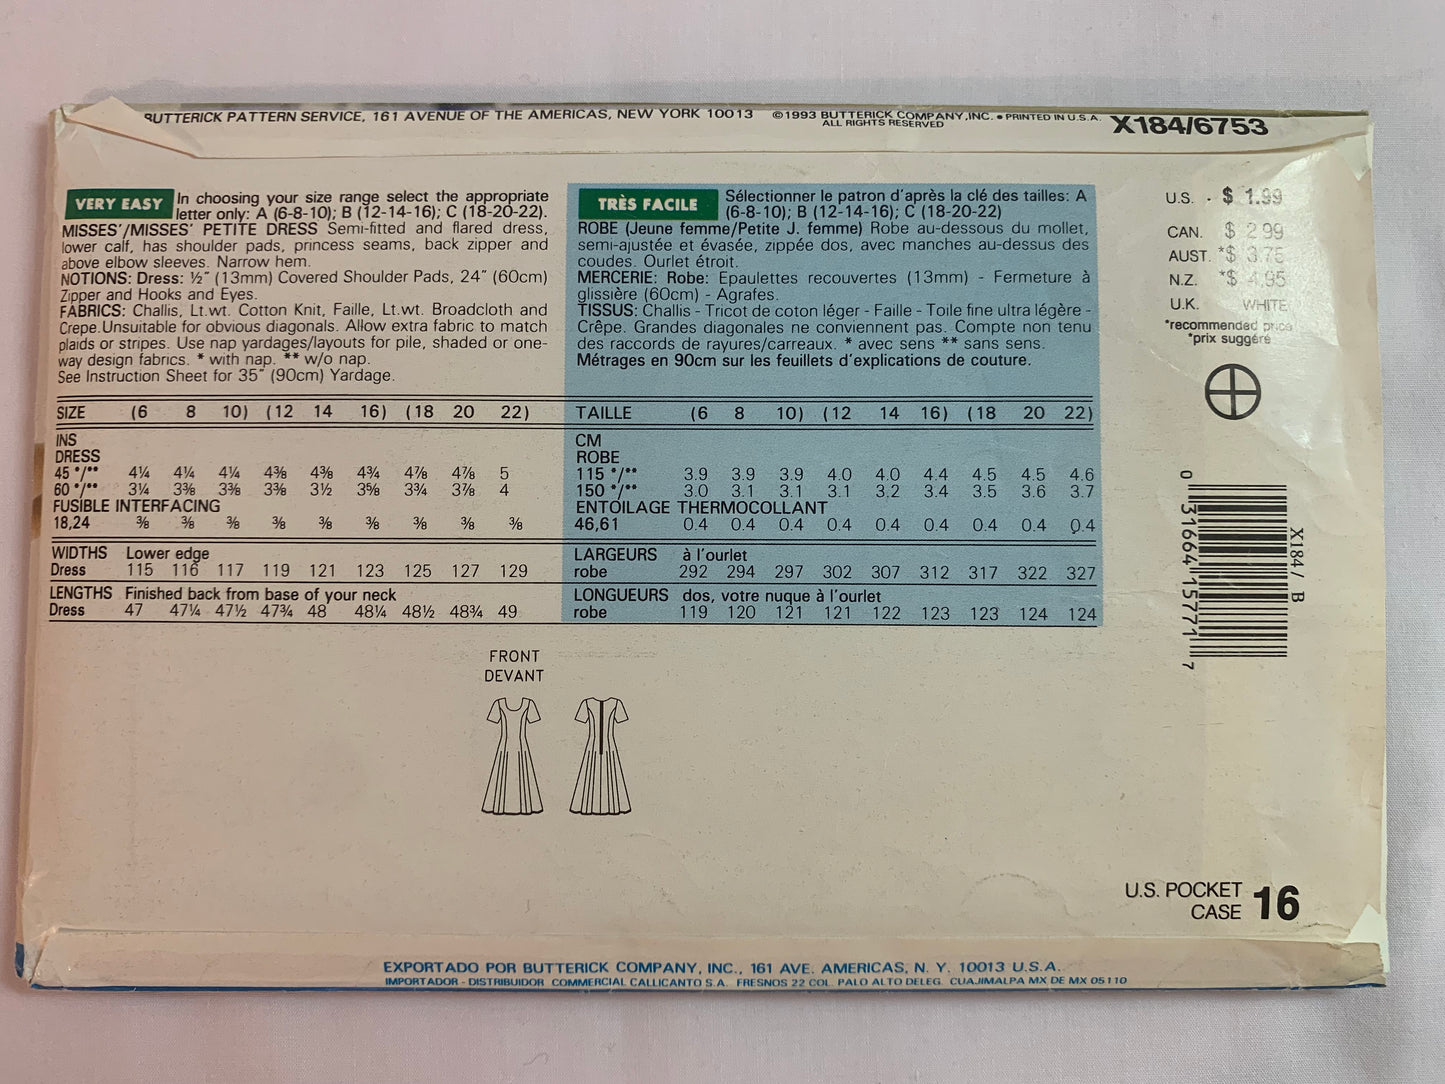 BUTTERICK PATTERN SERVICE, 161 AVENUE OF THE AMERICAS, NEW YORK 10013 ©1993 BUTTERICK COMPANY, INC. • PRINTED IN U.S.A.
ALL RIGHTS RESERVED
X184/6753
VERY EASY In choosing your size range select the appropriate
letter only: A (6-8-10); B (12-14-16); C (18-20-22).
MISSES'/MISSES' PETITE DRESS Semi-fitted and flared dress,
lower calf, has shoulder pads, princess seams, back zipper and
above elbow sleeves. Narrow hem.
NOTIONS: Dress: ½" (13mm) Covered Shoulder Pads, 24" (60cm)
Zipper and Hooks and Eyes.
FABRICS: Challis, Lt.wt. Cotton Knit, Faille, Lt.wt. Broadcloth and
Crepe. Unsuitable for obvious diagonals. Allow extra fabric to match
plaids or stripes. Use nap yardages/layouts for pile, shaded or one-
way design fabrics. * with nap. ** w/o nap.
See Instruction Sheet for 35" (90cm) Yardage.
SIZE (6 8 10) (12 14 16) (18 20 22)
INS
DRESS
45 */** 4¼ 4¼ 4¼ 4⅜ 4⅜ 4¾ 4⅞ 4⅞ 5
60 */** 3¼ 3⅜ 3⅜ 3⅜ 3½ 3⅝ 3¾ 3⅞ 4
FUSIBLE INTERFACING
18,24 ⅜ ⅜ ⅜ ⅜ ⅜ ⅜ ⅜ ⅜ ⅜
WIDTHS Lower edge
Dress 115 116 117 119 121 123 125 127 129
LENGTHS Finished back from base of your neck
Dress 47 47¼ 47½ 47¾ 48 48¼ 48½ 48¾ 49
TRÈS FACILE Sélectionner le patron d'après la clé des tailles: A
(6-8-10); B (12-14-16); C (18-20-22)
ROBE (Jeune femme/Petite J. femme) Robe au-dessous du mollet,
semi-ajustée et évasée, zippée dos, avec manches au-dessus des
coudes. Ourlet étroit.
MERCERIE: Robe: Epaulettes recouvertes (13mm) - Fermeture à
glissière (60cm) - Agrafes.
TISSUS: Challis - Tricot de coton léger - Faille - Toile fine ultra légère -
Crêpe. Grandes diagonales ne conviennent pas. Compte non tenu
des raccords de rayures/carreaux. * avec sens ** sans sens.
Métrages en 90cm sur les feuillets d'explications de couture.
TAILLE (6 8 10) (12 14 16) (18 20 22)
CM
ROBE
115 */** 3.9 3.9 3.9 4.0 4.0 4.4 4.5 4.5 4.6
150 */** 3.0 3.1 3.1 3.1 3.2 3.4 3.5 3.6 3.7
ENTOILAGE THERMOCOLLANT
46,61 0.4 0.4 0.4 0.4 0.4 0.4 0.4 0.4 0.4
LARGEURS à l'ourlet
robe 292 294 297 302 307 312 317 322 327
LONGUEURS dos, votre nuque à l'ourlet
robe 119 120 121 121 122 123 123 124 124
U.S. $ 1.99
CAN. $ 2.99
AUST. *$ 3.75
N.Z. *$ 4.95
U.K. WHITE
*recommended price
*prix suggéré
0 31664 15771 7
X184/ B
FRONT
DEVANT
U.S. POCKET
CASE 16
EXPORTADO POR BUTTERICK COMPANY, INC., 161 AVE. AMERICAS, N. Y. 10013 U.S.A.
IMPORTADOR - DISTRIBUIDOR COMMERCIAL CALLICANTO S.A. FRESNOS 22 COL. PALO ALTO DELEG. CUAJIMALPA MX DE MX 05110